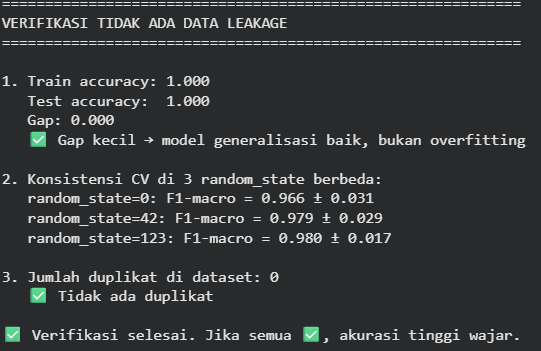 ============================================================
VERIFIKASI TIDAK ADA DATA LEAKAGE
============================================================
1. Train accuracy: 1.000
Test accuracy:  1.000
Gap: 0.000
✅ Gap kecil → model generalisasi baik, bukan overfitting
2. Konsistensi CV di 3 random_state berbeda:
random_state=0: F1-macro = 0.966 ± 0.031
random_state=42: F1-macro = 0.979 ± 0.029
random_state=123: F1-macro = 0.980 ± 0.017
3. Jumlah duplikat di dataset: 0
✅ Tidak ada duplikat
✅ Verifikasi selesai. Jika semua ✅, akurasi tinggi wajar.